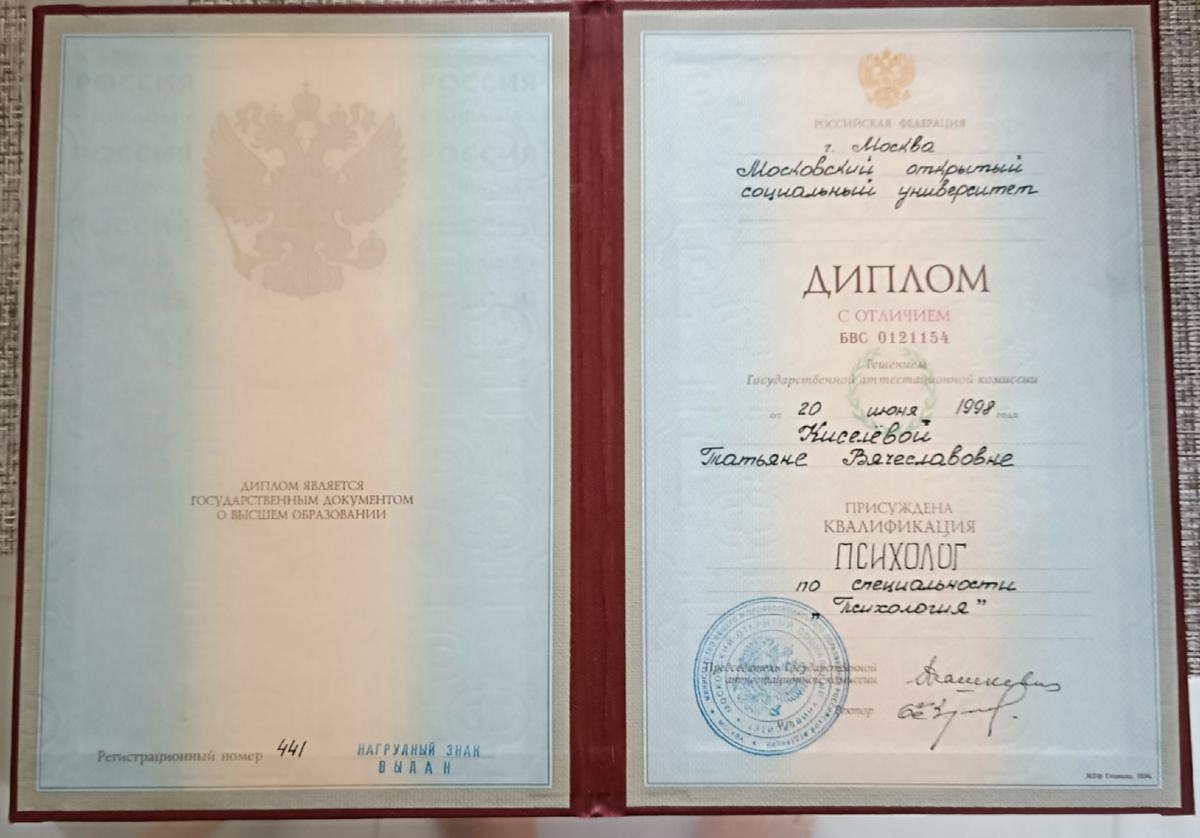 ДИПЛОМ ЯВЛЯЕТСЯ
ГОСУДАРСТВЕННЫМ ДОКУМЕНТОМ
О ВЫСШЕМ ОБРАЗОВАНИИ
Регистрационный номер 441
НАГРУДНЫЙ ЗНАК
ВЫДАН
РОССИЙСКАЯ ФЕДЕРАЦИЯ
г. Москва
Московский открытый
социальный университет
ДИПЛОМ
С ОТЛИЧИЕМ
БВС 0121154
Решением
Государственной аттестационной комиссии
от 20 июня 1998 года
Киселёвой
Татьяне Вячеславовне
ПРИСУЖДЕНА
КВАЛИФИКАЦИЯ
ПСИХОЛОГ
по специальности
„Психология"
Председатель Государственной
аттестационной комиссии
Ректор